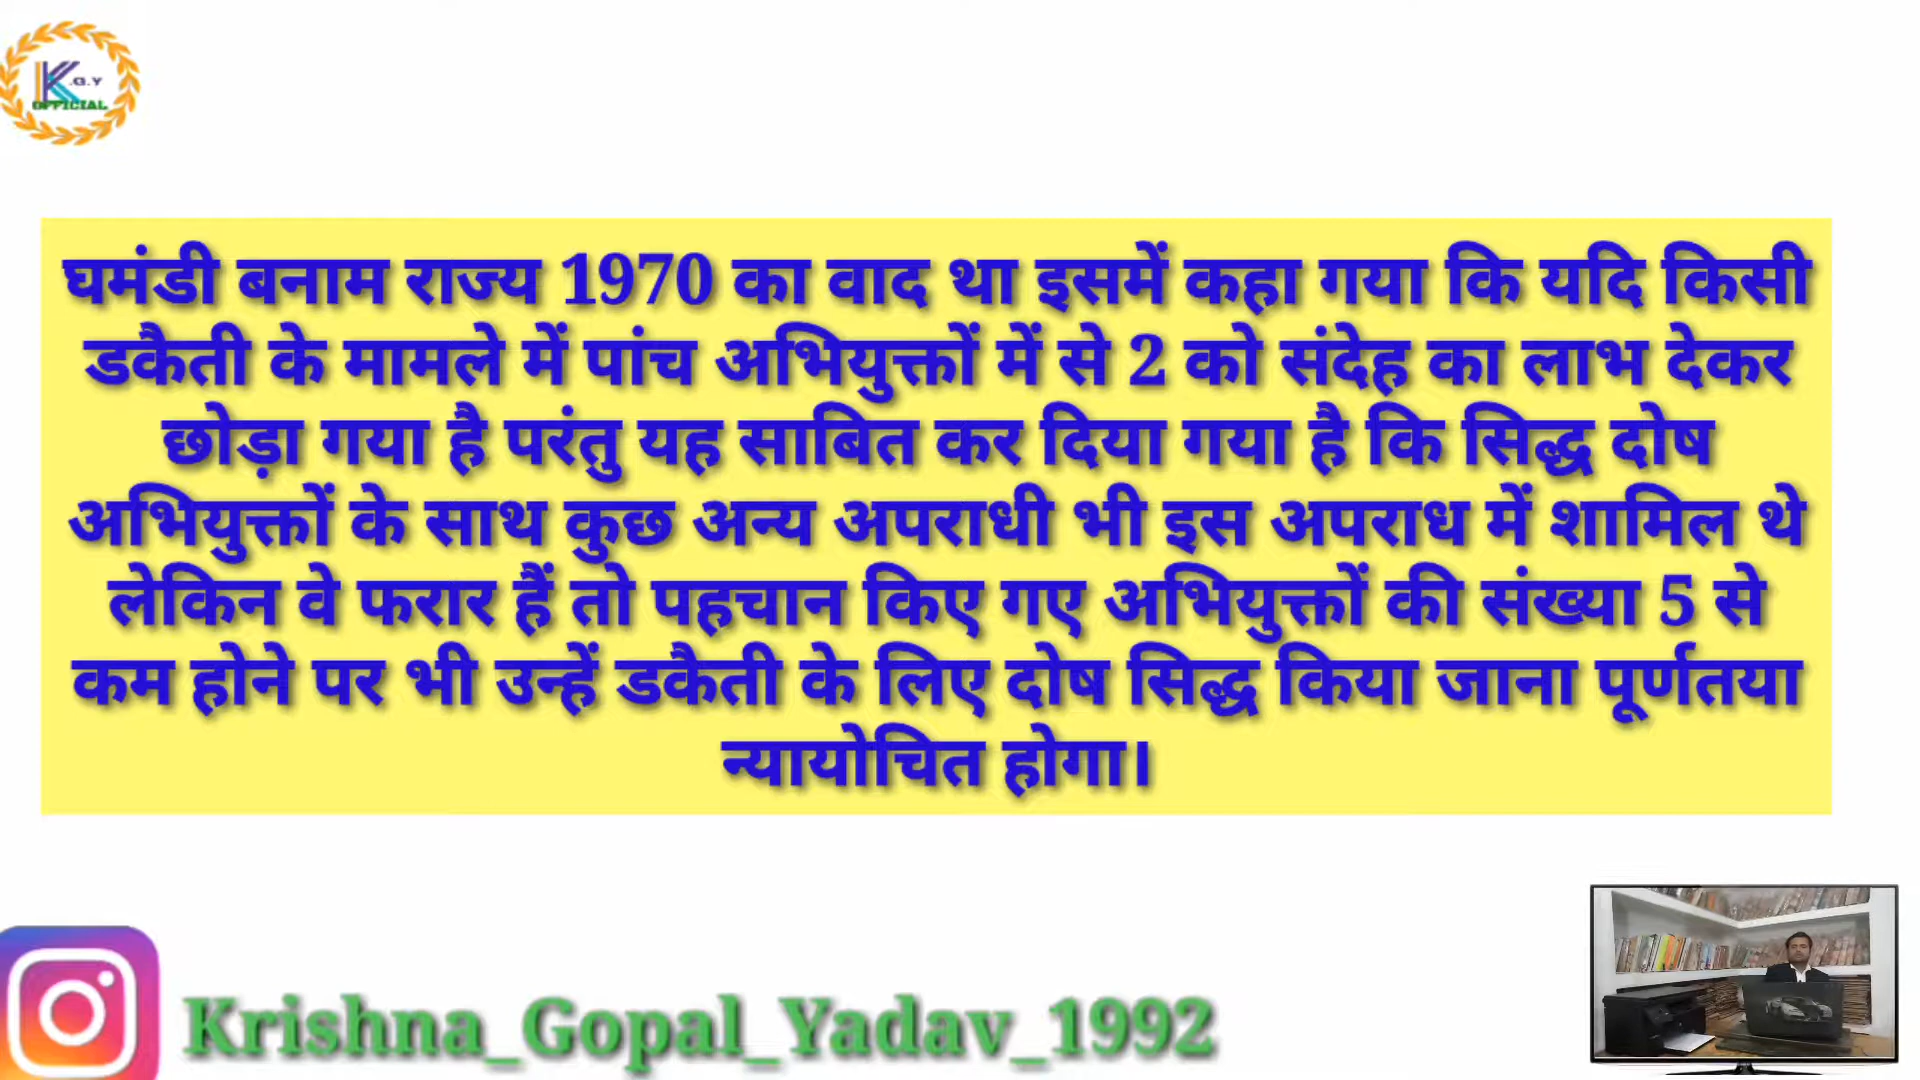 K.G.Y
OFFICIAL
घमंडी बनाम राज्य 1970 का वाद था इसमें कहा गया कि यदि किसी
डकैती के मामले में पांच अभियुक्तों में से 2 को संदेह का लाभ देकर
छोड़ा गया है परंतु यह साबित कर दिया गया है कि सिद्ध दोष
अभियुक्तों के साथ कुछ अन्य अपराधी भी इस अपराध में शामिल थे
लेकिन वे फरार हैं तो पहचान किए गए अभियुक्तों की संख्या 5 से
कम होने पर भी उन्हें डकैती के लिए दोष सिद्ध किया जाना पूर्णतया
न्यायोचित होगा।
Krishna_Gopal_Yadav_1992